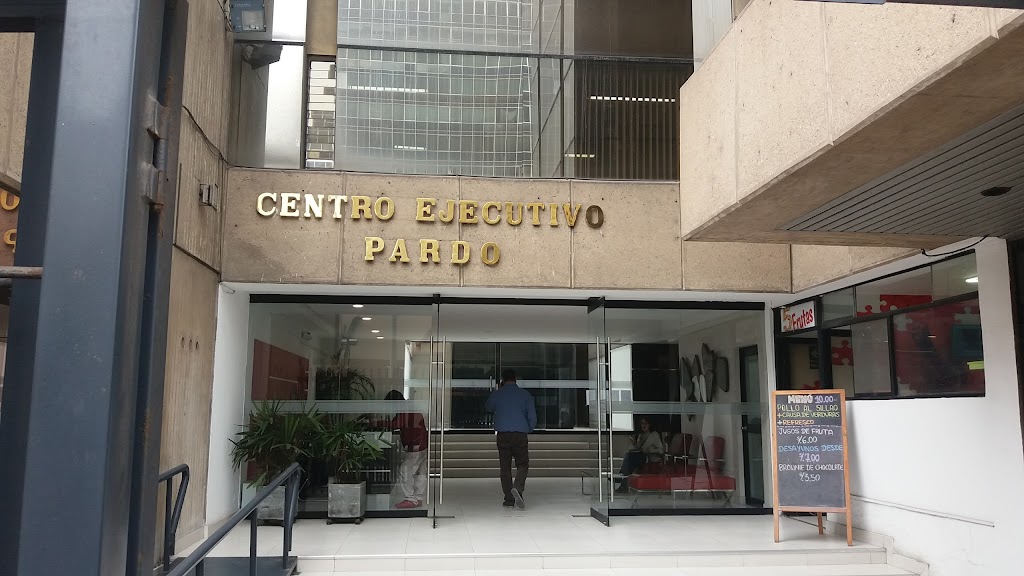 CENTRO EJECUTIVO
PARDO
5 Frutas
MENÚ 10.00
POLLO AL SILLAO
+CAUSA DE VERDURAS
+REFRESCO
JUGOS DE FRUTA
S/6.00
DESAYUNOS DESDE
S/7.00
BROWNIE DE CHOCOLATE
S/3.50